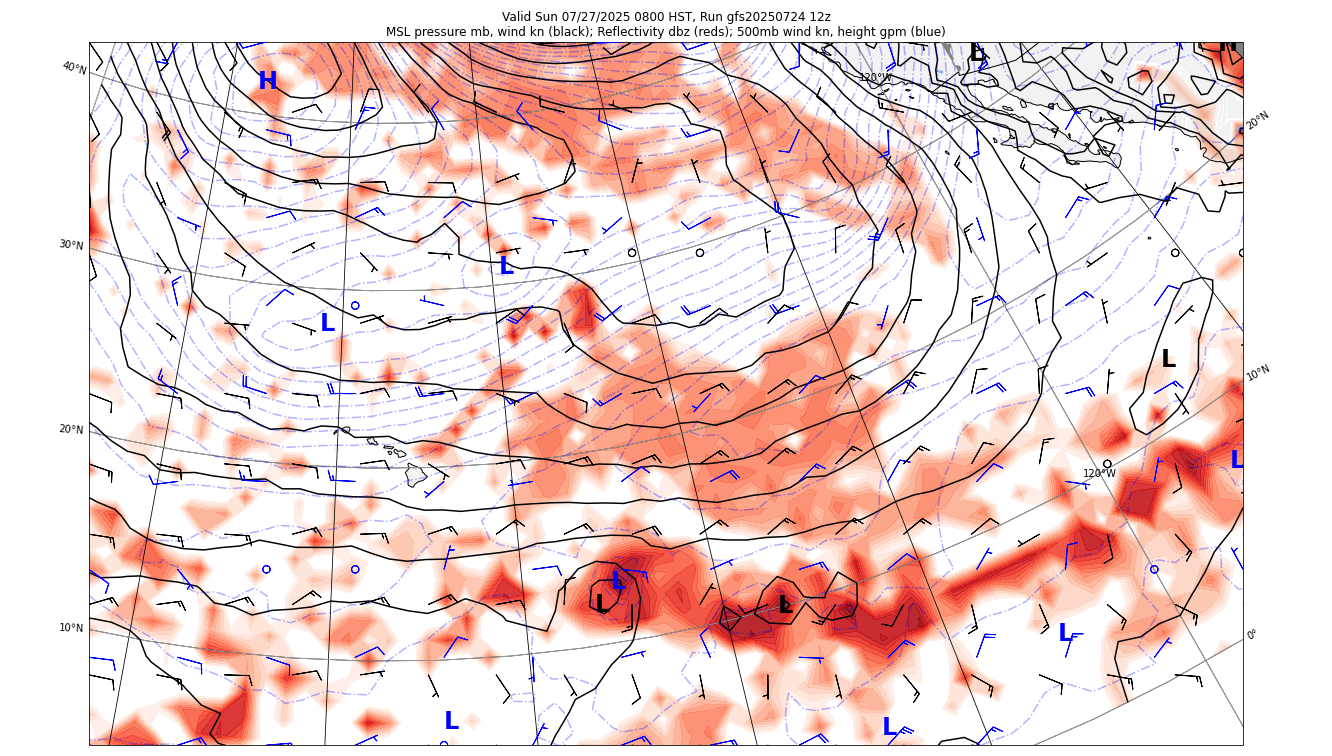 Valid Sun 07/27/2025 0800 HST, Run gfs20250724 12z
MSL pressure mb, wind kn (black); Reflectivity dbz (reds); 500mb wind kn, height gpm (blue)
L
H
40°N
120°W
20°N
30°N
L
L
L
10°N
20°N
L
120°W
L
L
L
10°N
L
0°
L
L